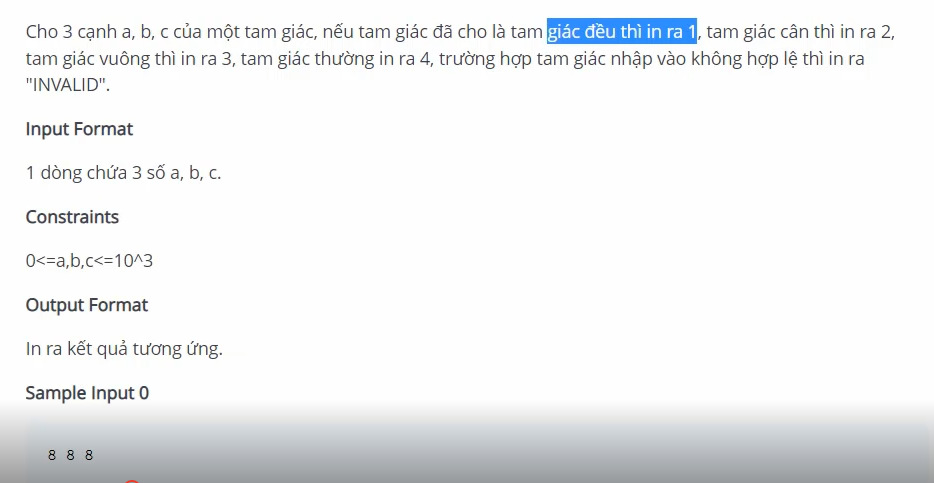 Cho 3 cạnh a, b, c của một tam giác, nếu tam giác đã cho là tam giác đều thì in ra 1, tam giác cân thì in ra 2,
tam giác vuông thì in ra 3, tam giác thường in ra 4, trường hợp tam giác nhập vào không hợp lệ thì in ra
"INVALID".
Input Format
1 dòng chứa 3 số a, b, c.
Constraints
0<=a,b,c<=10^3
Output Format
In ra kết quả tương ứng.
Sample Input 0
8 8 8